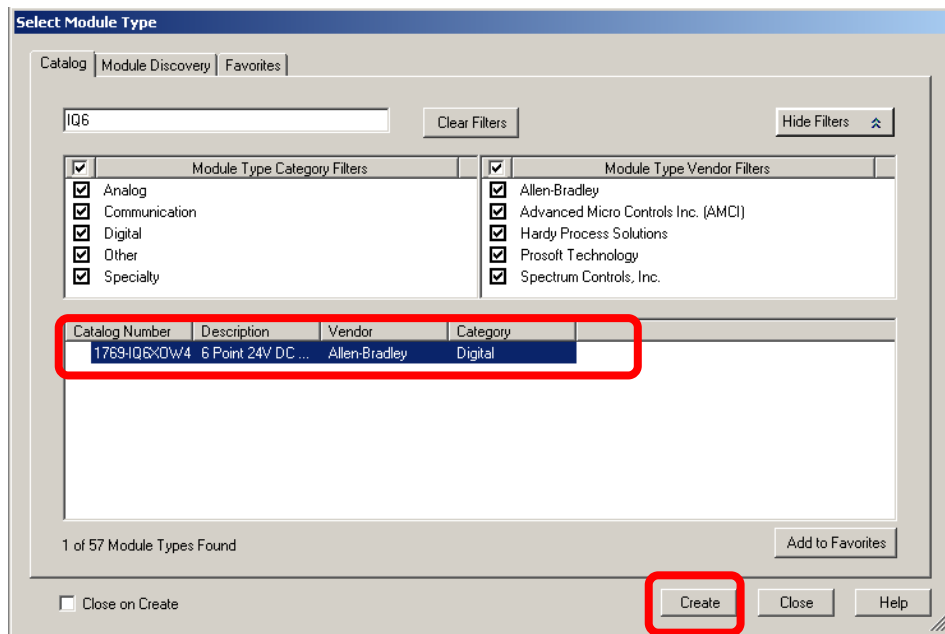 Select Module Type
Catalog Module Discovery Favorites
IQ6 Clear Filters Hide Filters
Module Type Category Filters Module Type Vendor Filters
Analog Allen-Bradley
Communication Advanced Micro Controls Inc. (AMCI)
Digital Hardy Process Solutions
Other Prosoft Technology
Specialty Spectrum Controls, Inc.
Catalog Number Description Vendor Category
1769-IQ6XOW4 6 Point 24V DC ... Allen-Bradley Digital
1 of 57 Module Types Found Add to Favorites
Close on Create Create Close Help